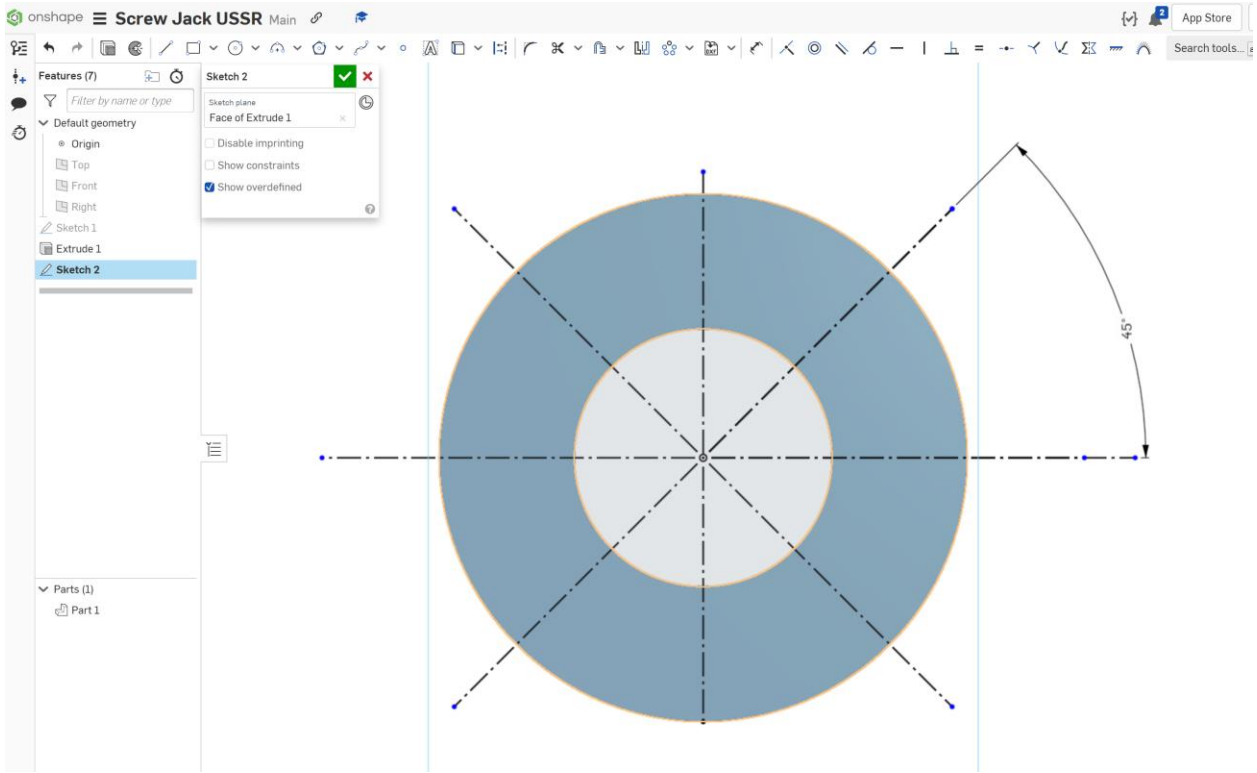 onshape Screw Jack USSR Main
2 App Store
DXF
Search tools...
Features (7)
Filter by name or type
Default geometry
Origin
Top
Front
Right
Sketch 1
Extrude 1
Sketch 2
Sketch 2
Sketch plane
Face of Extrude 1
Disable imprinting
Show constraints
Show overdefined
45°
Parts (1)
Part 1